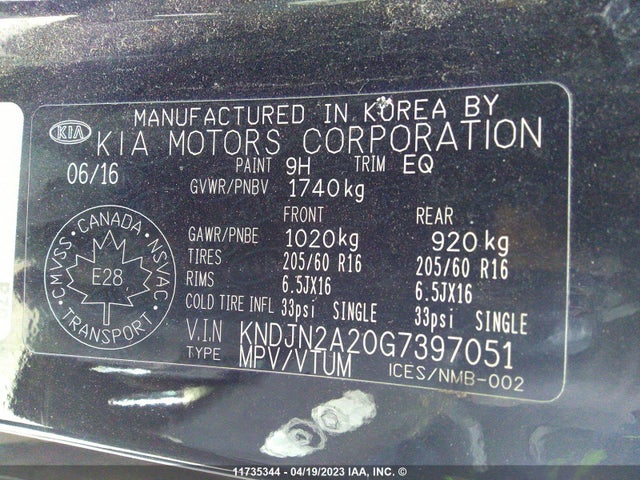 MANUFACTURED IN KOREA BY
KIA KIA MOTORS CORPORATION
06/16 PAINT 9H TRIM EQ
GVWR/PNBV 1740kg
FRONT REAR
GAWR/PNBE 1020kg 920kg
TIRES 205/60 R16 205/60 R16
RIMS 6.5JX16 6.5JX16
COLD TIRE INFL 33psi SINGLE 33psi SINGLE
V.I.N KNDJN2A20G7397051
TYPE MPV/VTUM ICES/NMB-002
CANADA
CMVSS E28 NSVAC
TRANSPORT
11735344 - 04/19/2023 IAA, INC. ©